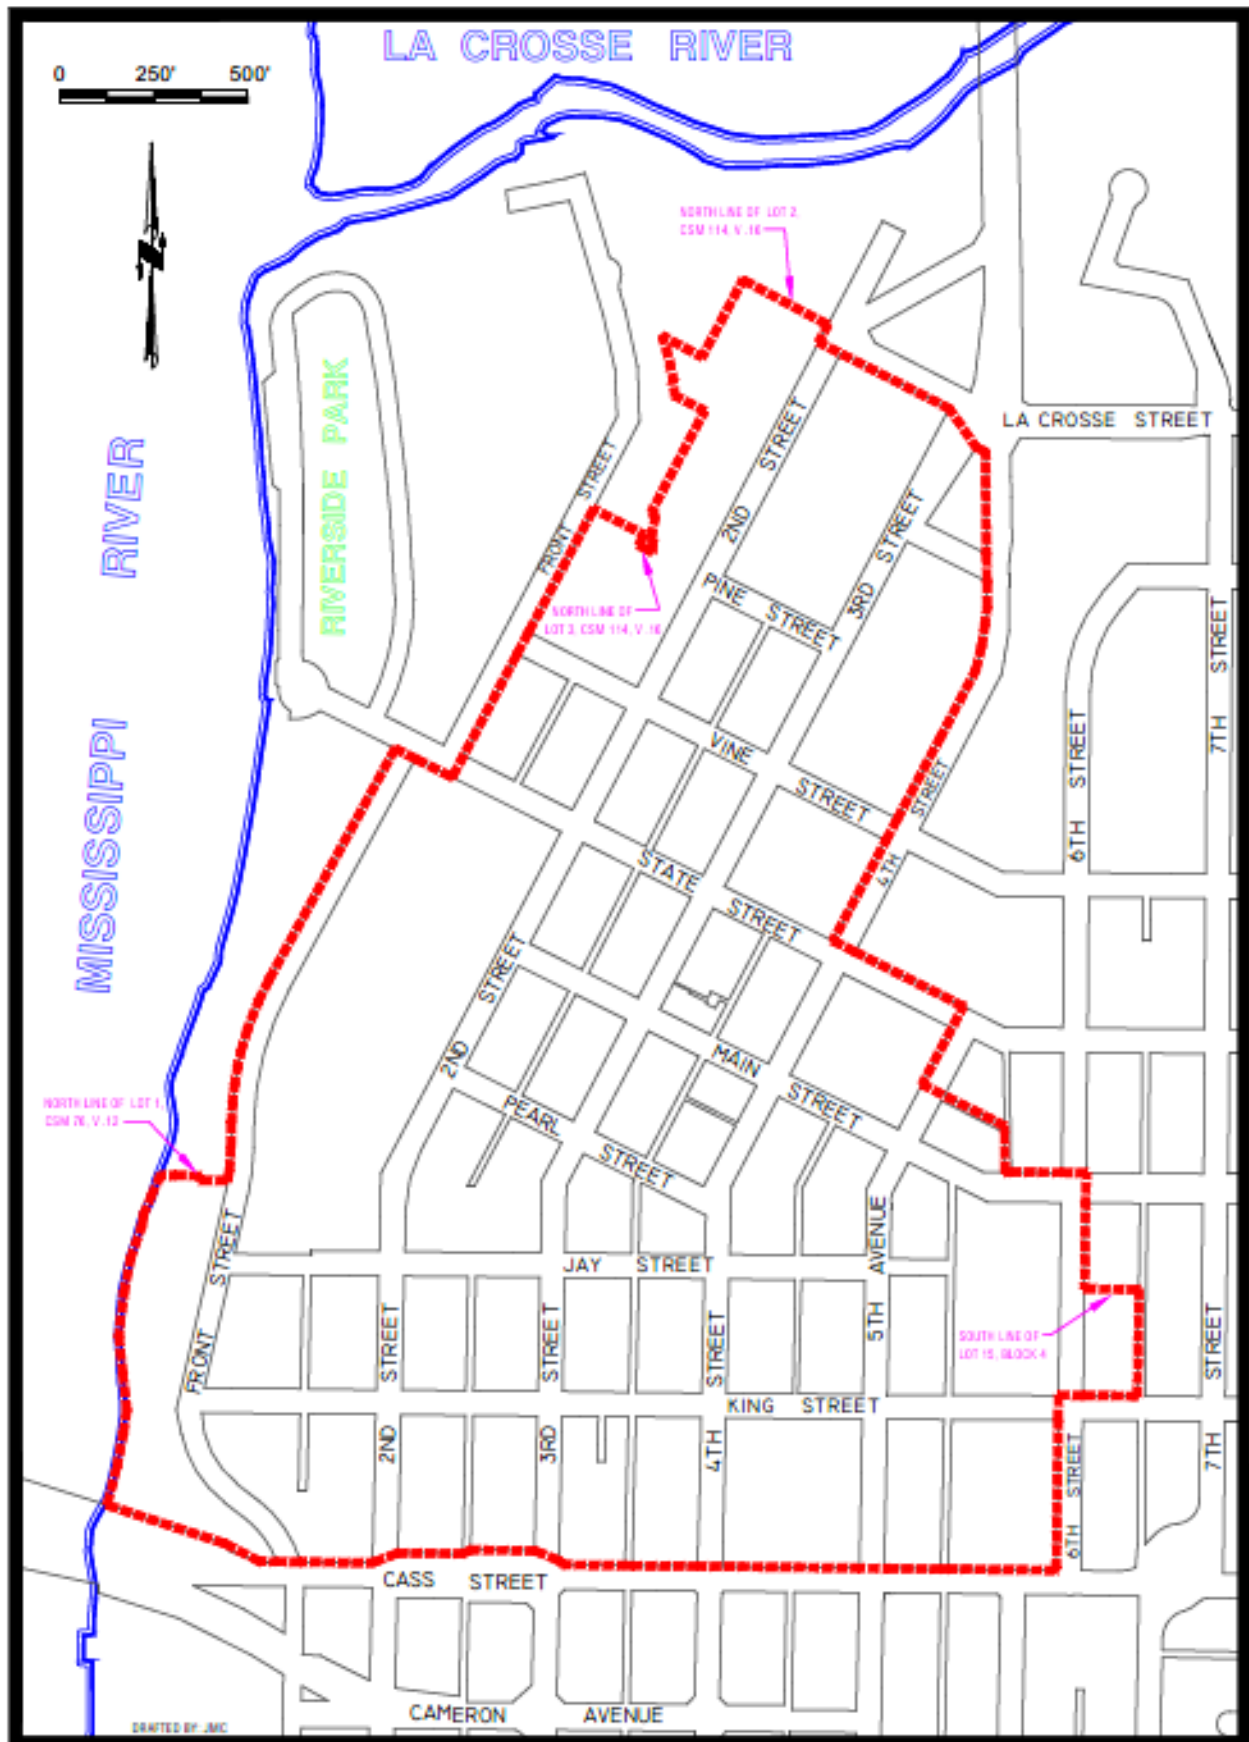 LA CROSSE RIVER
0 250' 500'
NORTH LINE OF LOT 2,
CSM 114, V. 16
RIVERSIDE PARK
MISSISSIPPI RIVER
LA CROSSE STREET
FRONT STREET
2ND STREET
3RD STREET
PINE STREET
NORTH LINE OF
LOT 3, CSM 114, V. 16
VINE STREET
4TH STREET
6TH STREET
7TH STREET
STATE STREET
2ND STREET
MAIN STREET
PEARL STREET
NORTH LINE OF LOT 1,
CSM 76, V. 12
FRONT STREET
JAY STREET
5TH AVENUE
SOUTH LINE OF
LOT 15, BLOCK 4
2ND STREET
3RD STREET
4TH STREET
KING STREET
6TH STREET
7TH STREET
CASS STREET
CAMERON AVENUE
DRAFTED BY: JMC